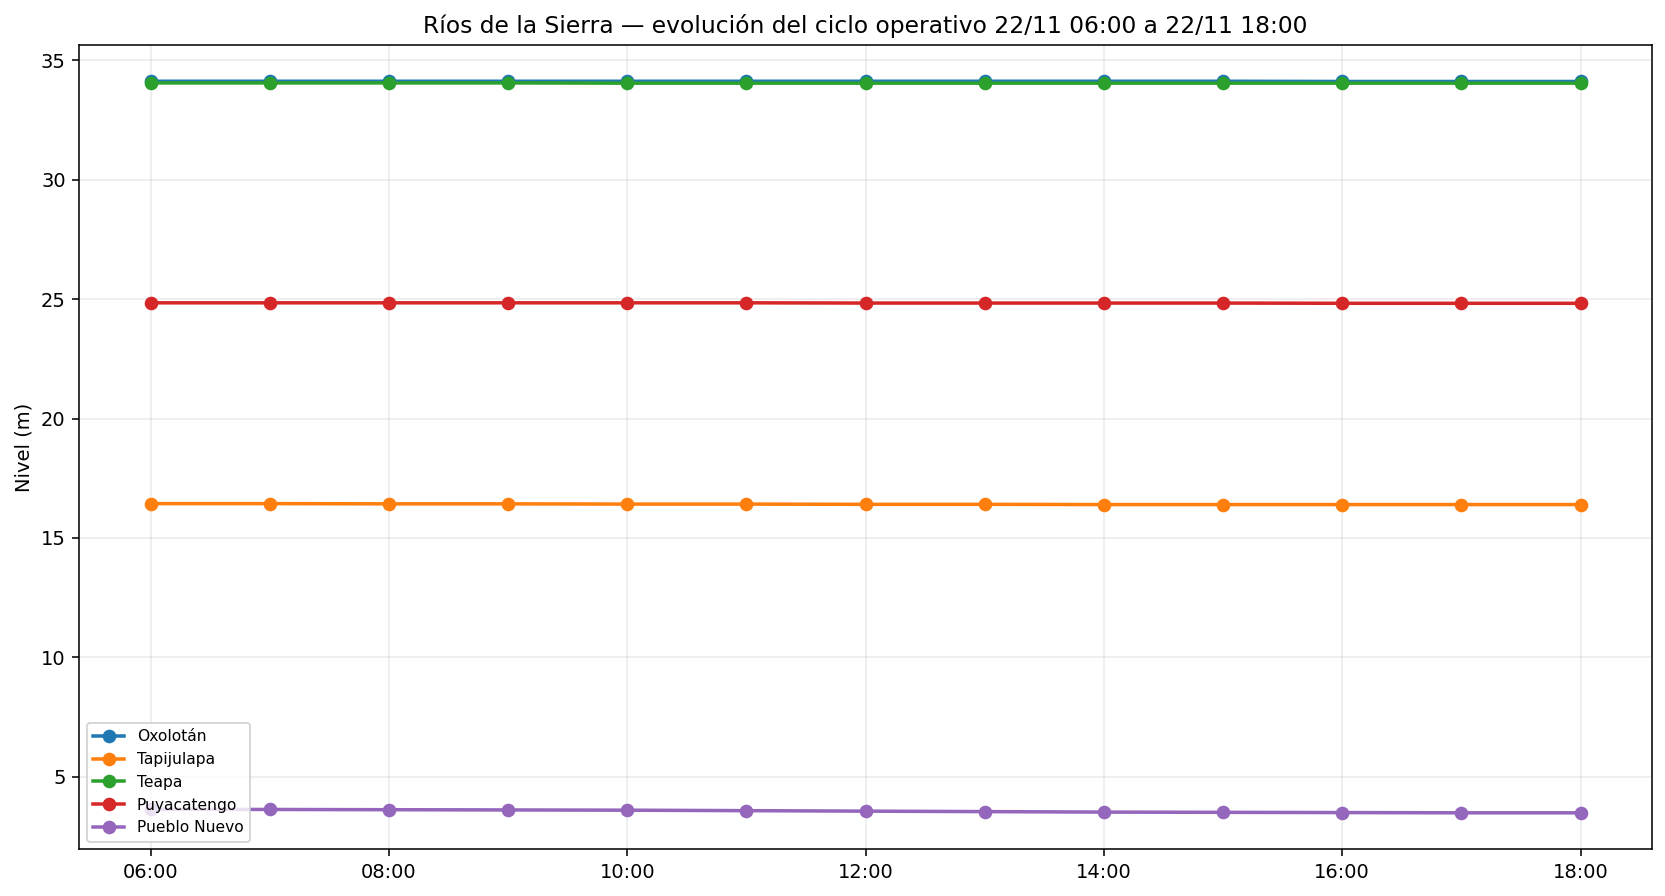 Ríos de la Sierra — evolución del ciclo operativo 22/11 06:00 a 22/11 18:00
Nivel (m)
35
30
25
20
15
10
5
Oxolotán
Tapijulapa
Teapa
Puyacatengo
Pueblo Nuevo
06:00 08:00 10:00 12:00 14:00 16:00 18:00